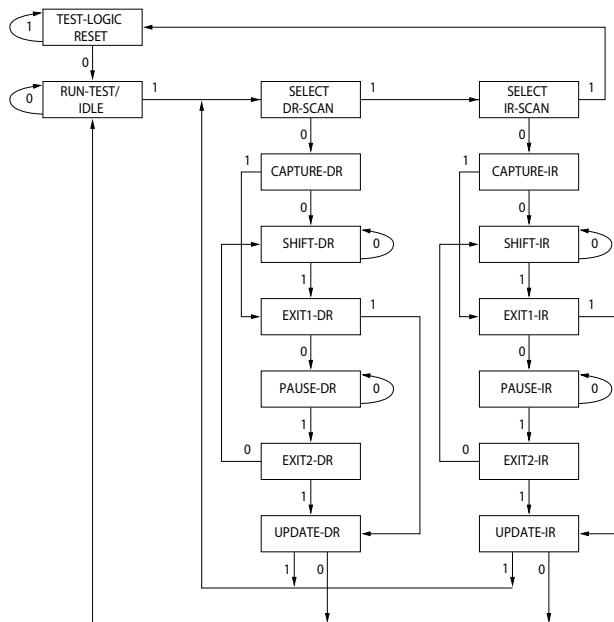 TEST-LOGIC
RESET
1
0
RUN-TEST/
IDLE
0
1
SELECT
DR-SCAN
1
SELECT
IR-SCAN
1
0
0
1
CAPTURE-DR
1
CAPTURE-IR
0
0
SHIFT-DR
0
SHIFT-IR
0
1
1
EXIT1-DR
1
EXIT1-IR
1
0
0
PAUSE-DR
0
PAUSE-IR
0
1
1
0
EXIT2-DR
0
EXIT2-IR
1
1
UPDATE-DR
UPDATE-IR
1
0
1
0